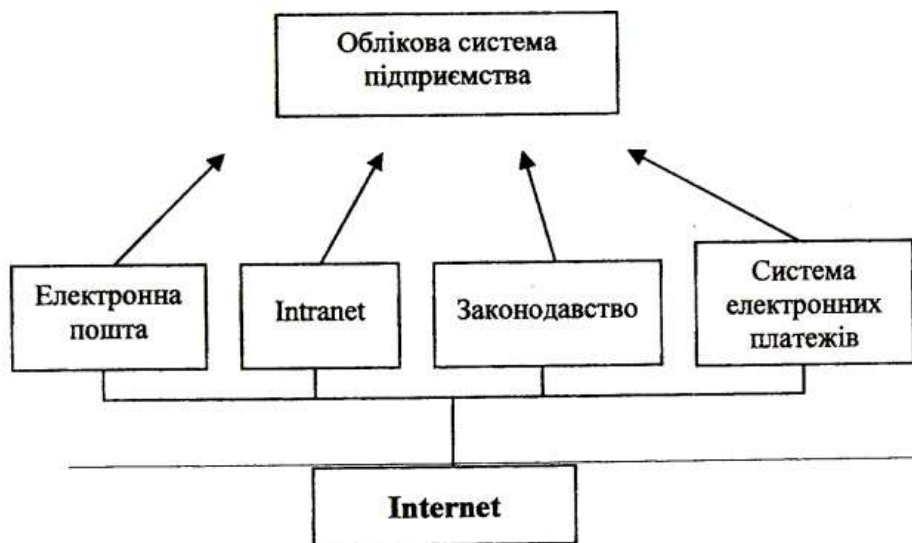 Облікова система
підприємства
Електронна
пошта
Intranet
Законодавство
Система
електронних
платежів
Internet